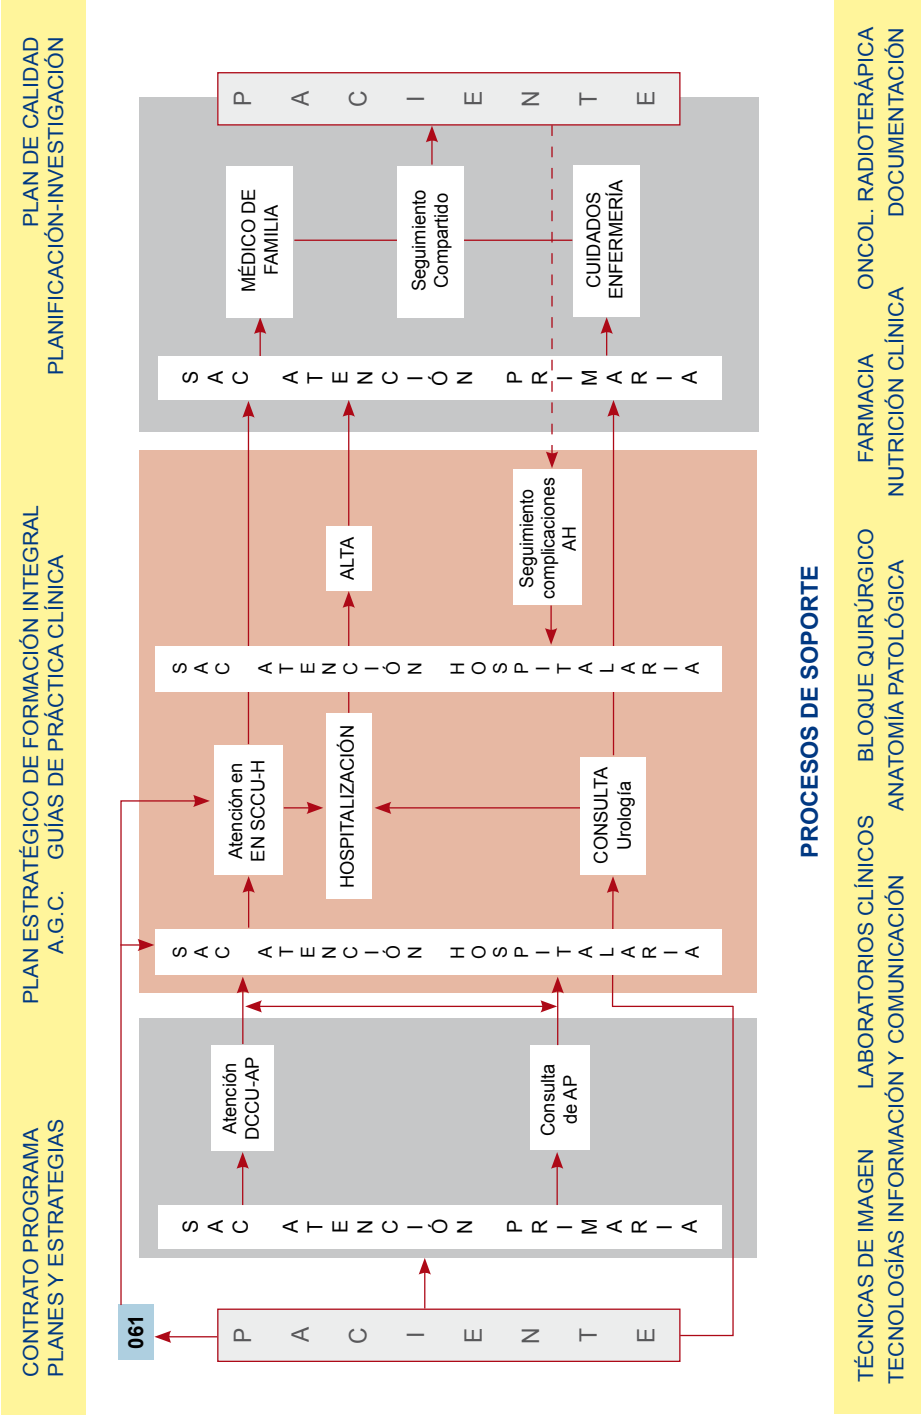 CONTRATO PROGRAMA
PLANES Y ESTRATEGIAS
PLAN ESTRATÉGICO DE FORMACIÓN INTEGRAL
A.G.C. GUÍAS DE PRÁCTICA CLÍNICA
PLAN DE CALIDAD
PLANIFICACIÓN-INVESTIGACIÓN
061
PACIENTE
SAC ATENCIÓN PRIMARIA
Atención
DCCU-AP
Consulta
de AP
SAC ATENCIÓN HOSPITALARIA
Atención en
EN SCCU-H
HOSPITALIZACIÓN
CONSULTA
Urología
SAC ATENCIÓN HOSPITALARIA
ALTA
Seguimiento
complicaciones
AH
SAC ATENCIÓN PRIMARIA
MÉDICO DE
FAMILIA
Seguimiento
Compartido
CUIDADOS
ENFERMERÍA
PACIENTE
PROCESOS DE SOPORTE
TÉCNICAS DE IMAGEN LABORATORIOS CLÍNICOS BLOQUE QUIRÚRGICO FARMACIA ONCOL. RADIOTERÁPICA
TECNOLOGÍAS INFORMACIÓN Y COMUNICACIÓN ANATOMÍA PATOLÓGICA NUTRICIÓN CLÍNICA DOCUMENTACIÓN